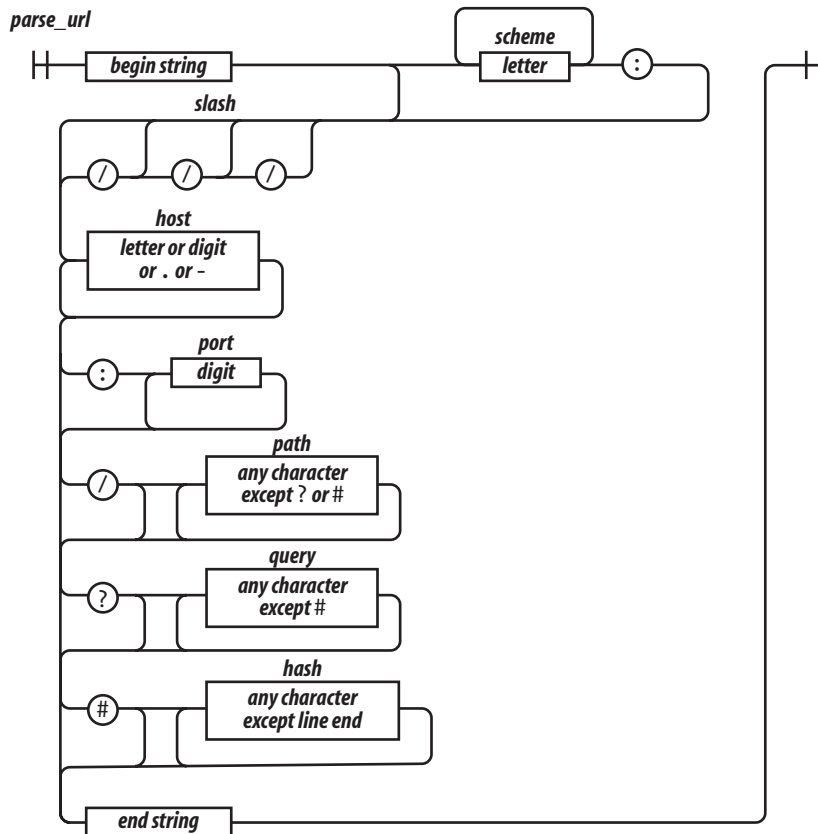 parse_url
scheme
begin string
letter
:
slash
/ / /
host
letter or digit
or . or -
port
: digit
path
/ any character
except ? or #
query
? any character
except #
hash
# any character
except line end
end string